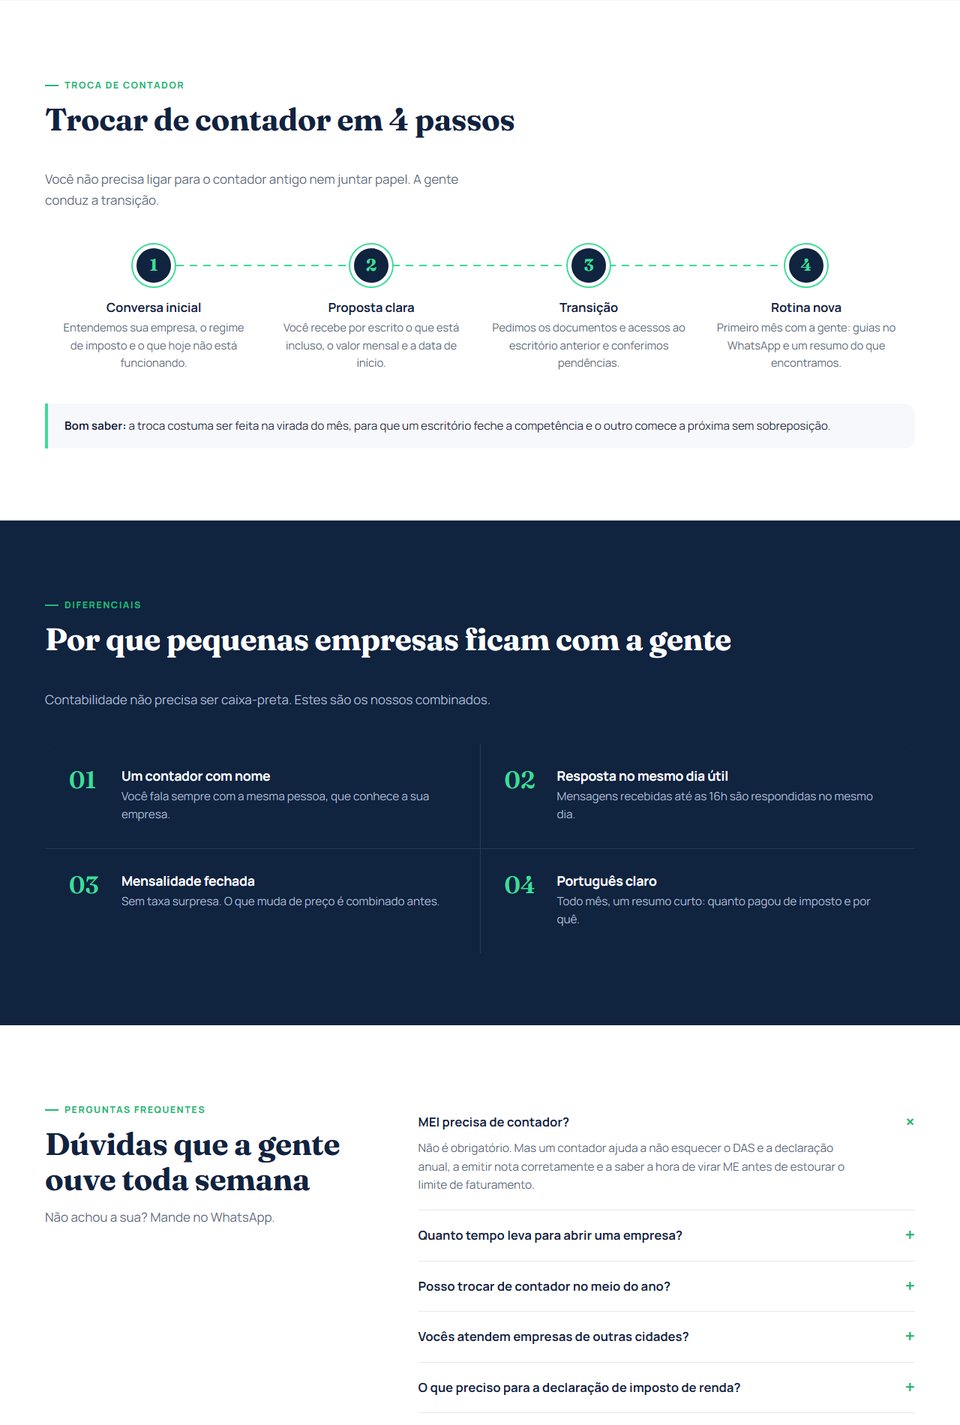 TROCA DE CONTADOR
Trocar de contador em 4 passos
Você não precisa ligar para o contador antigo nem juntar papel. A gente
conduz a transição.
1
Conversa inicial
Entendemos sua empresa, o regime
de imposto e o que hoje não está
funcionando.
2
Proposta clara
Você recebe por escrito o que está
incluso, o valor mensal e a data de
início.
3
Transição
Pedimos os documentos e acessos ao
escritório anterior e conferimos
pendências.
4
Rotina nova
Primeiro mês com a gente: guias no
WhatsApp e um resumo do que
encontramos.
Bom saber: a troca costuma ser feita na virada do mês, para que um escritório feche a competência e o outro comece a próxima sem sobreposição.
DIFERENCIAIS
Por que pequenas empresas ficam com a gente
Contabilidade não precisa ser caixa-preta. Estes são os nossos combinados.
01
Um contador com nome
Você fala sempre com a mesma pessoa, que conhece a sua
empresa.
02
Resposta no mesmo dia útil
Mensagens recebidas até as 16h são respondidas no mesmo
dia.
03
Mensalidade fechada
Sem taxa surpresa. O que muda de preço é combinado antes.
04
Português claro
Todo mês, um resumo curto: quanto pagou de imposto e por
quê.
PERGUNTAS FREQUENTES
Dúvidas que a gente
ouve toda semana
Não achou a sua? Mande no WhatsApp.
MEI precisa de contador?
Não é obrigatório. Mas um contador ajuda a não esquecer o DAS e a declaração
anual, a emitir nota corretamente e a saber a hora de virar ME antes de estourar o
limite de faturamento.
Quanto tempo leva para abrir uma empresa?
Posso trocar de contador no meio do ano?
Vocês atendem empresas de outras cidades?
O que preciso para a declaração de imposto de renda?